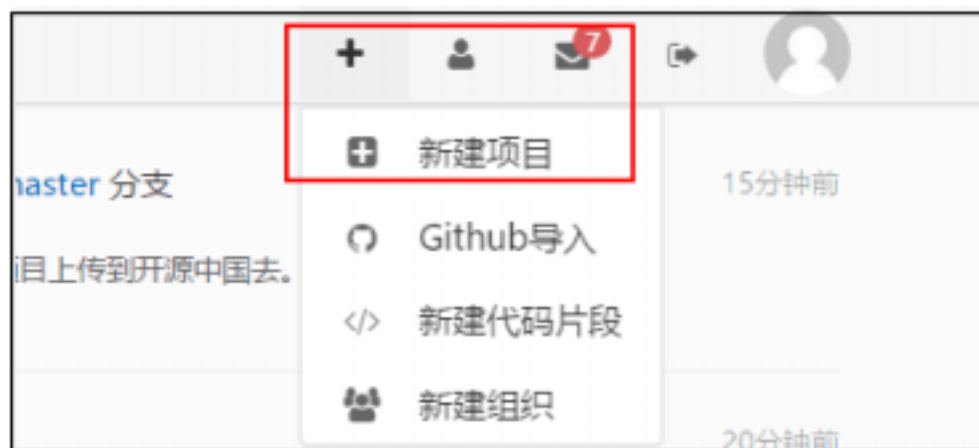 7
新建项目
master 分支
15分钟前
Github导入
项目上传到开源中国去。
新建代码片段
新建组织
20分钟前